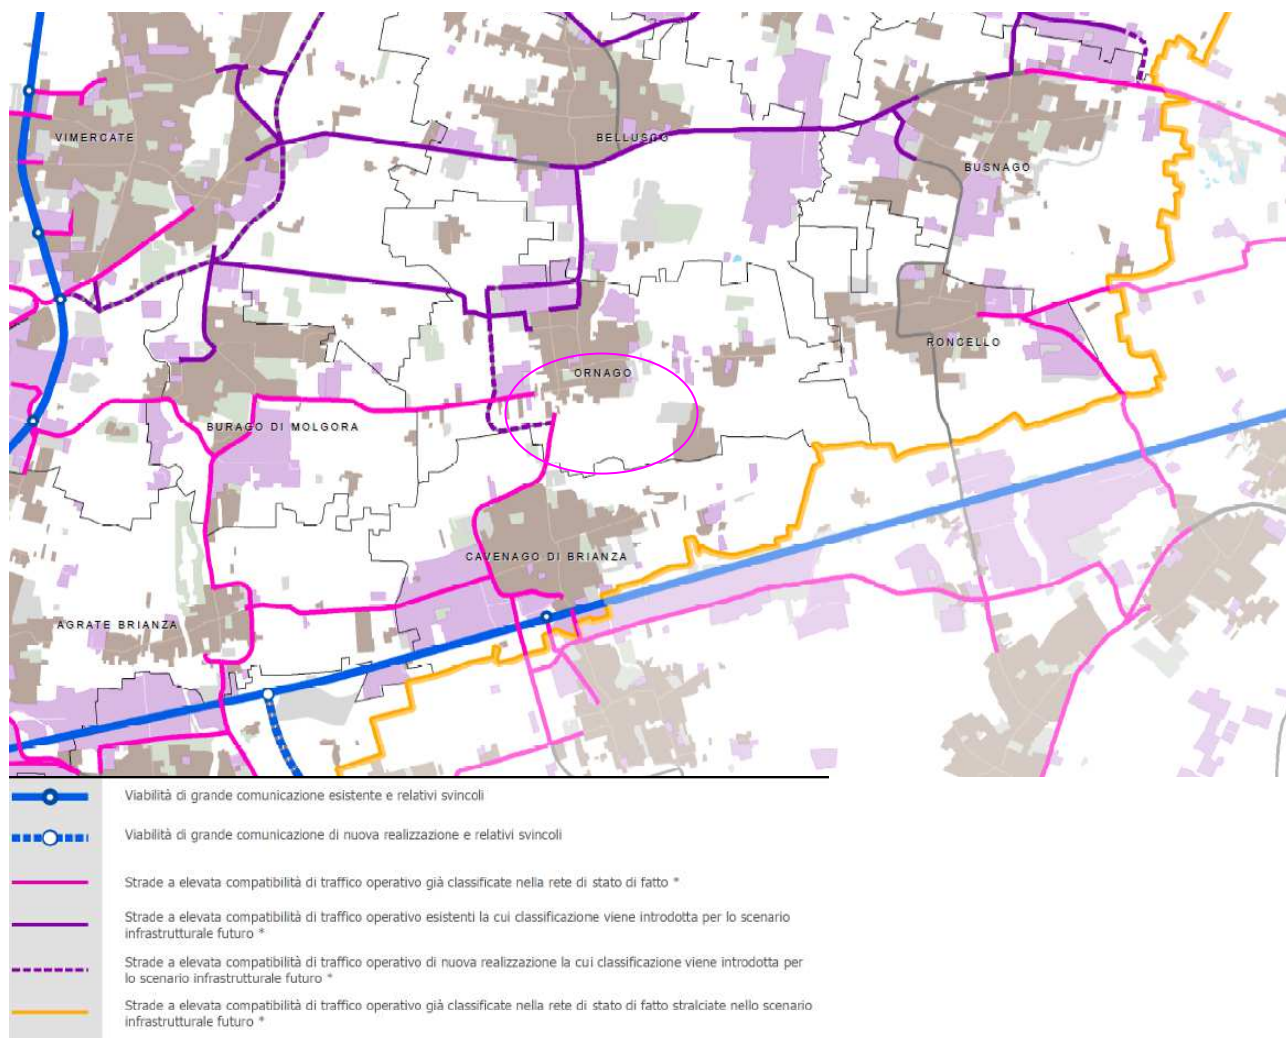 VIMERCATE
BELLUSCO
BUSNAGO
RONCELLO
ORNAGO
BURAGO DI MOLGORA
CAVENAGO DI BRIANZA
AGRATE BRIANZA
Viabilità di grande comunicazione esistente e relativi svincoli
Viabilità di grande comunicazione di nuova realizzazione e relativi svincoli
Strade a elevata compatibilità di traffico operativo già classificate nella rete di stato di fatto *
Strade a elevata compatibilità di traffico operativo esistenti la cui classificazione viene introdotta per lo scenario
infrastrutturale futuro *
Strade a elevata compatibilità di traffico operativo di nuova realizzazione la cui classificazione viene introdotta per
lo scenario infrastrutturale futuro *
Strade a elevata compatibilità di traffico operativo già classificate nella rete di stato di fatto stralciate nello scenario
infrastrutturale futuro *